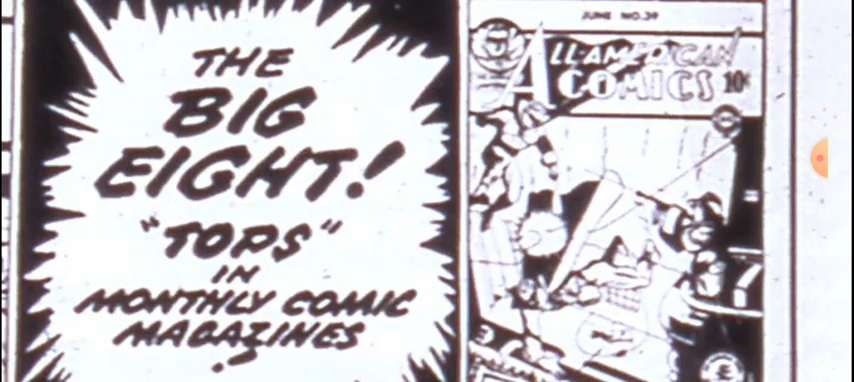 THE
BIG
EIGHT!
"TOPS"
IN
MONTHLY COMIC
MAGAZINES
JUNE NO.39
ALL-AMERICAN
COMICS 10¢